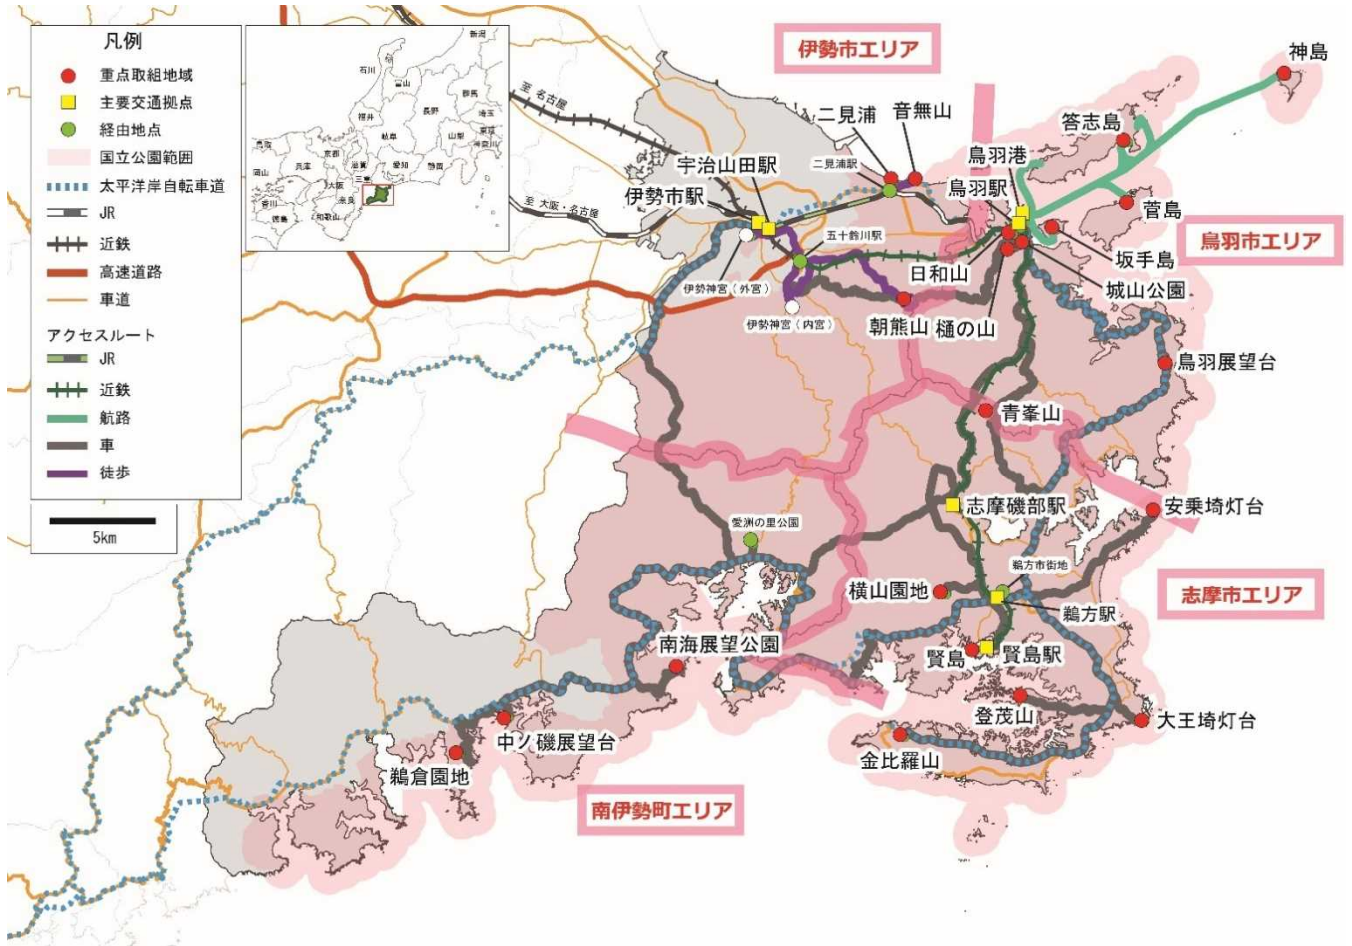 凡例
重点取組地域
主要交通拠点
経由地点
国立公園範囲
太平洋岸自転車道
JR
近鉄
高速道路
車道
アクセスルート
JR
近鉄
航路
車
徒歩
5km
新潟
石川
富山
群馬
長野
福井
埼玉
岐阜
山梨
東京
神奈川
鳥取
京都
滋賀
愛知
静岡
兵庫
岡山
大阪
三重
奈良
香川
和歌山
徳島
至 名古屋
至 大阪・名古屋
伊勢市エリア
神島
二見浦
音無山
答志島
鳥羽港
二見浦駅
宇治山田駅
鳥羽駅
伊勢市駅
菅島
鳥羽市エリア
五十鈴川駅
坂手島
日和山
伊勢神宮（外宮）
城山公園
伊勢神宮（内宮）
朝熊山
樋の山
鳥羽展望台
青峯山
志摩磯部駅
安乗埼灯台
愛洲の里公園
鵜方市街地
横山園地
志摩市エリア
鵜方駅
南海展望公園
賢島
賢島駅
登茂山
大王埼灯台
中ノ磯展望台
金比羅山
鵜倉園地
南伊勢町エリア